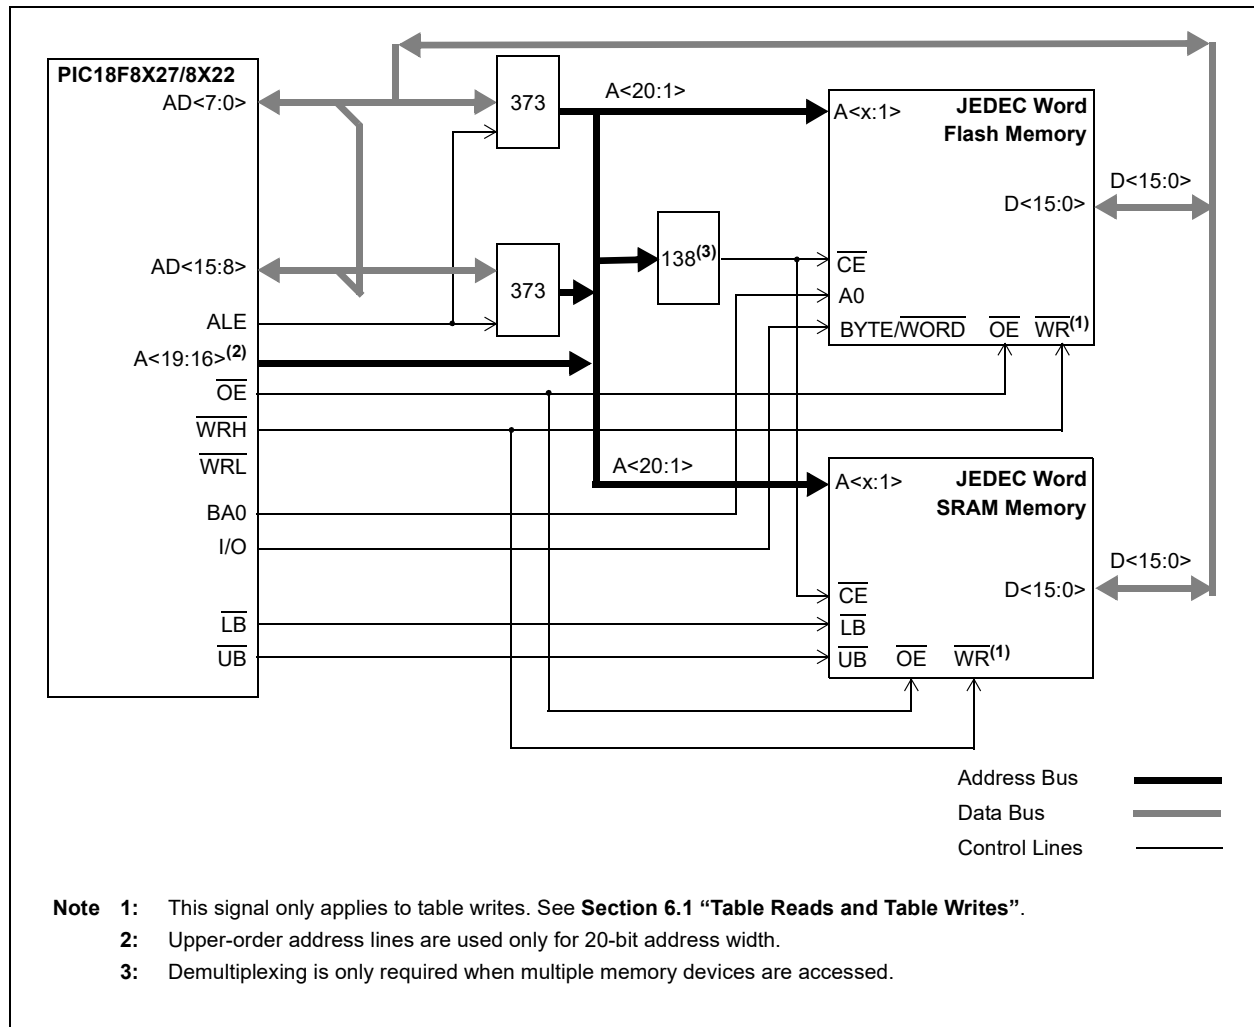 PIC18F8X27/8X22
AD<7:0>
AD<15:8>
ALE
A<19:16>(2)
OE
WRH
WRL
BA0
I/O
LB
UB
373
373
A<20:1>
138(3)
A<20:1>
A<x:1>
JEDEC Word
Flash Memory
D<15:0>
CE
A0
BYTE/WORD OE WR(1)
D<15:0>
A<x:1>
JEDEC Word
SRAM Memory
D<15:0>
CE
LB
UB OE WR(1)
D<15:0>
Address Bus
Data Bus
Control Lines
Note 1: This signal only applies to table writes. See Section 6.1 “Table Reads and Table Writes”.
2: Upper-order address lines are used only for 20-bit address width.
3: Demultiplexing is only required when multiple memory devices are accessed.